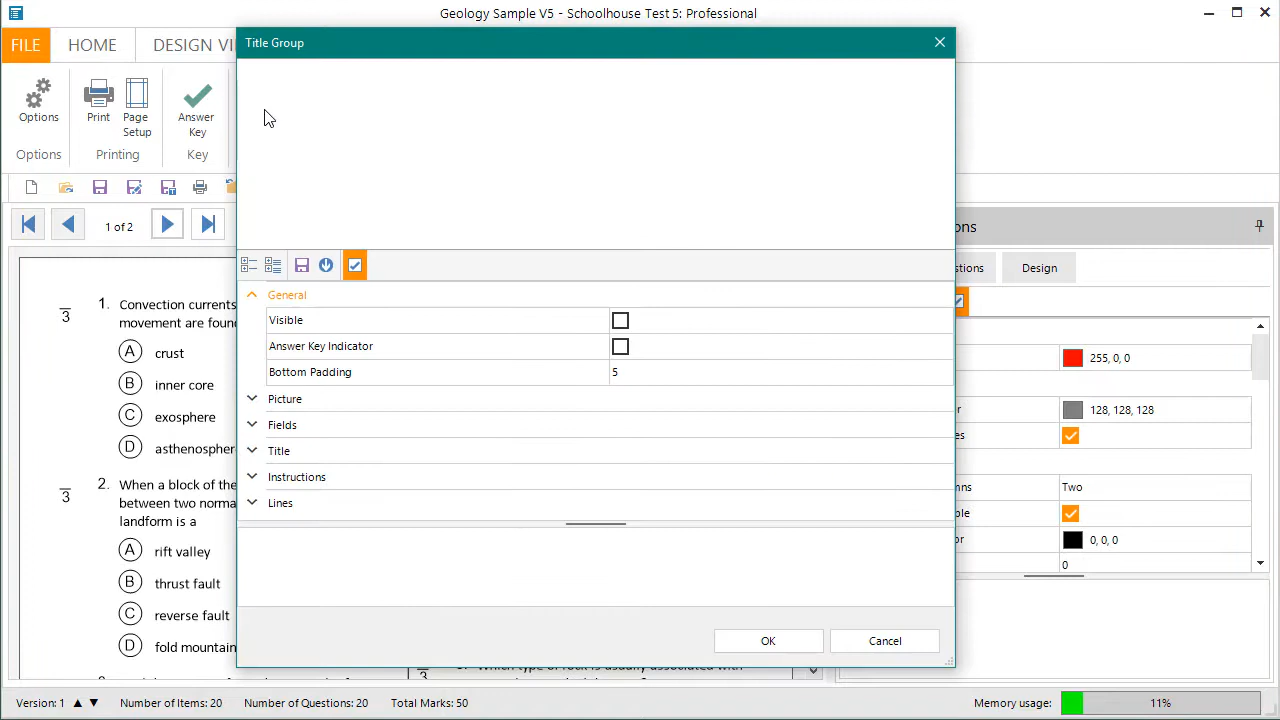 Geology Sample V5 - Schoolhouse Test 5: Professional
FILE
HOME
DESIGN VI
Title Group
Options
Print
Page
Setup
Answer
Key
Options
Printing
Key
1 of 2
1. Convection currents
movement are foun
3
A crust
B inner core
C exosphere
D asthenospher
2. When a block of the
between two norma
landform is a
3
A rift valley
B thrust fault
C reverse fault
D fold mountain
General
Visible
Answer Key Indicator
Bottom Padding 5
Picture
Fields
Title
Instructions
Lines
OK
Cancel
ons
stions
Design
255, 0, 0
r 128, 128, 128
es
mns Two
ble
or 0, 0, 0
0
Version: 1
Number of Items: 20
Number of Questions: 20
Total Marks: 50
Memory usage:
11%